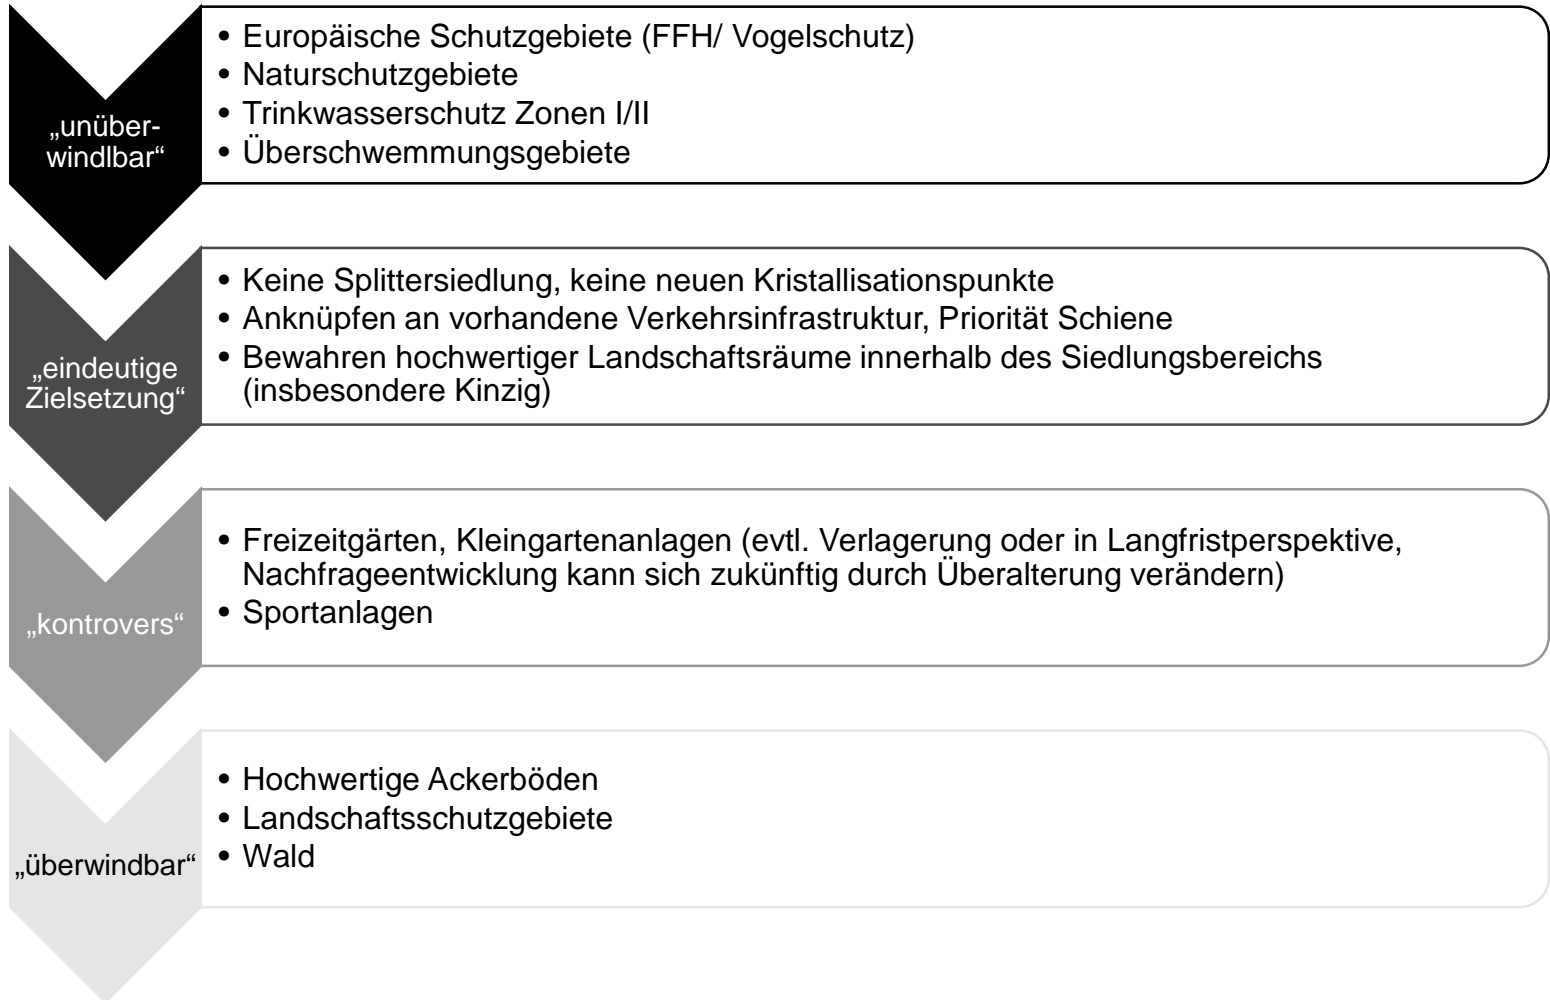 „unüber-
windlbar“
• Europäische Schutzgebiete (FFH/ Vogelschutz)
• Naturschutzgebiete
• Trinkwasserschutz Zonen I/II
• Überschwemmungsgebiete
„eindeutige
Zielsetzung“
• Keine Splittersiedlung, keine neuen Kristallisationspunkte
• Anknüpfen an vorhandene Verkehrsinfrastruktur, Priorität Schiene
• Bewahren hochwertiger Landschaftsräume innerhalb des Siedlungsbereichs
(insbesondere Kinzig)
„kontrovers“
• Freizeitgärten, Kleingartenanlagen (evtl. Verlagerung oder in Langfristperspektive,
Nachfrageentwicklung kann sich zukünftig durch Überalterung verändern)
• Sportanlagen
„überwindbar“
• Hochwertige Ackerböden
• Landschaftsschutzgebiete
• Wald